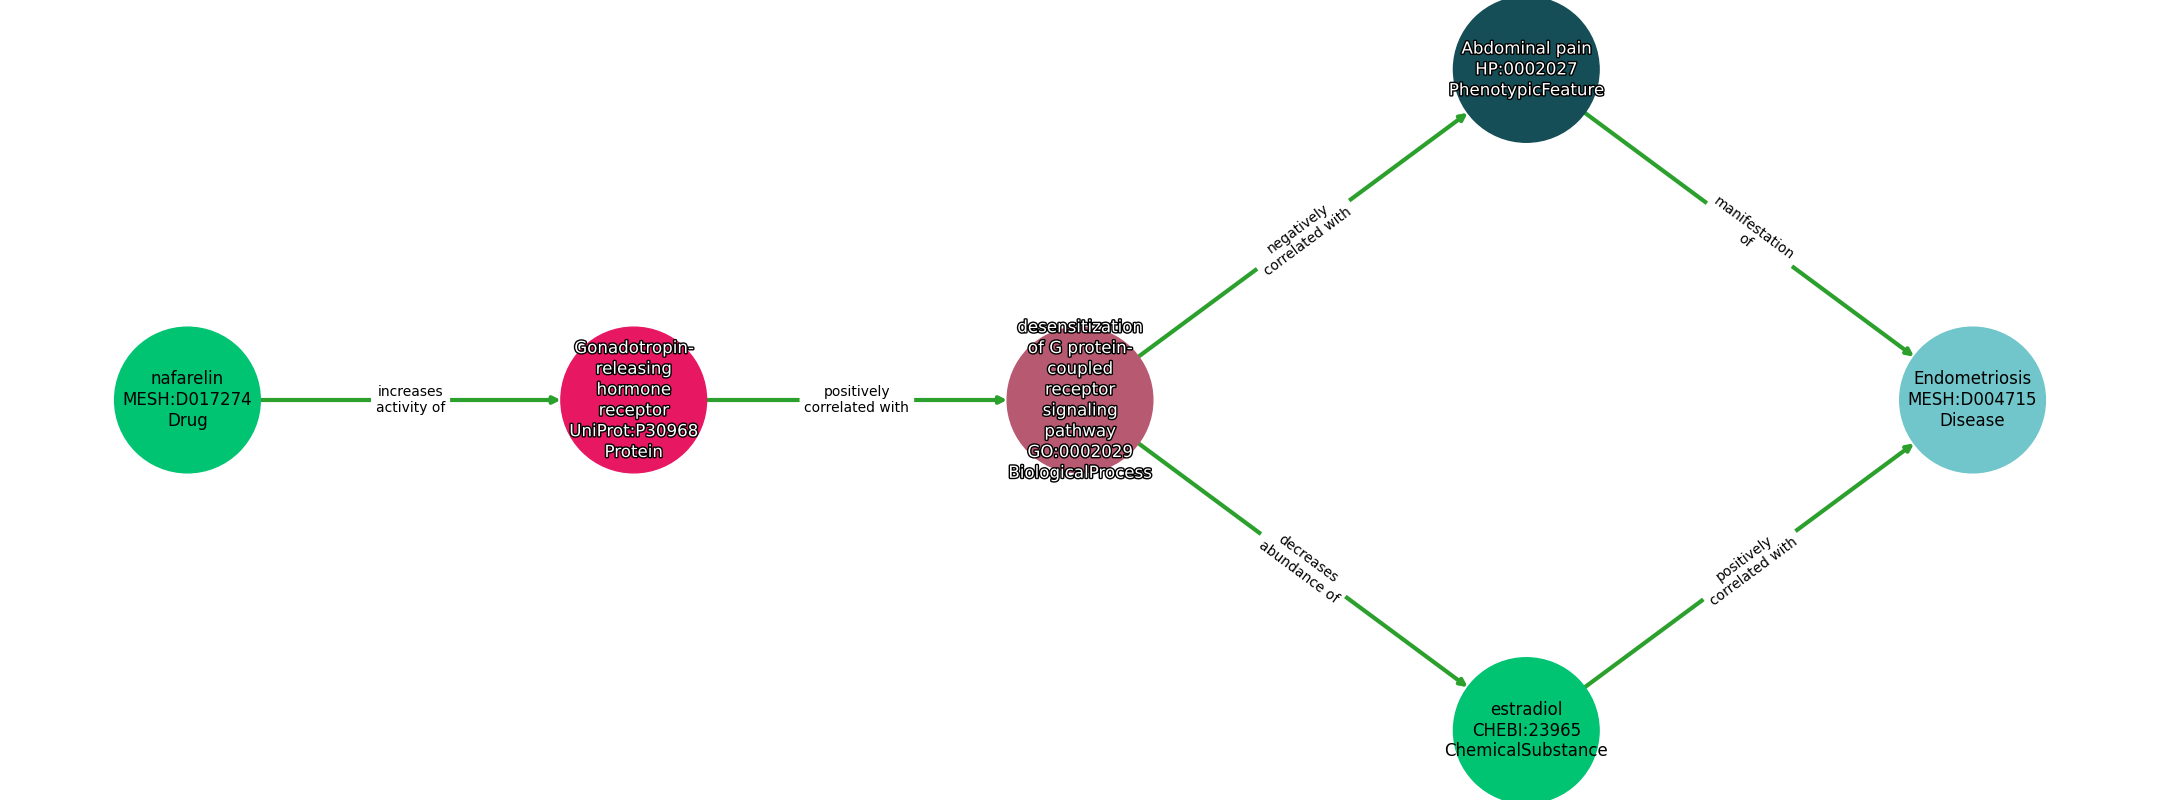 nafarelin
MESH:D017274
Drug
increases
activity of
Gonadotropin-
releasing
hormone
receptor
UniProt:P30968
Protein
positively
correlated with
desensitization
of G protein-
coupled
receptor
signaling
pathway
GO:0002029
BiologicalProcess
negatively
correlated with
Abdominal pain
HP:0002027
PhenotypicFeature
manifestation
of
decreases
abundance of
estradiol
CHEBI:23965
ChemicalSubstance
positively
correlated with
Endometriosis
MESH:D004715
Disease